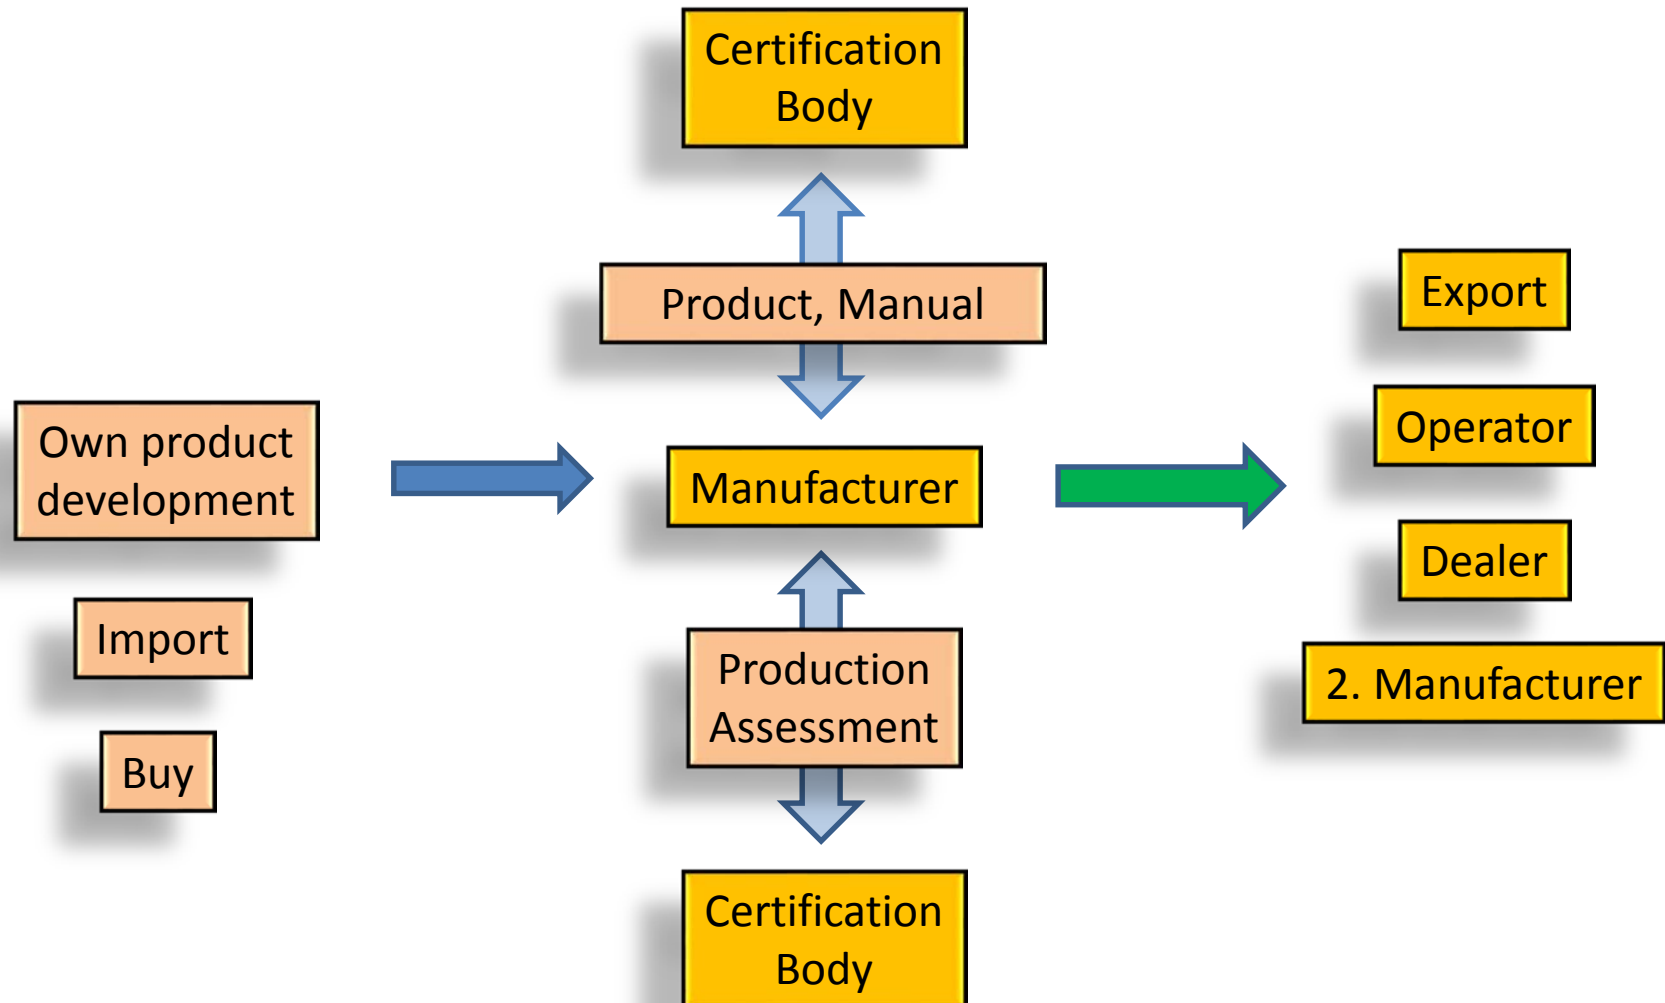 Certification
Body
Product, Manual
Own product
development
Import
Buy
Manufacturer
Production
Assessment
Certification
Body
Export
Operator
Dealer
2. Manufacturer